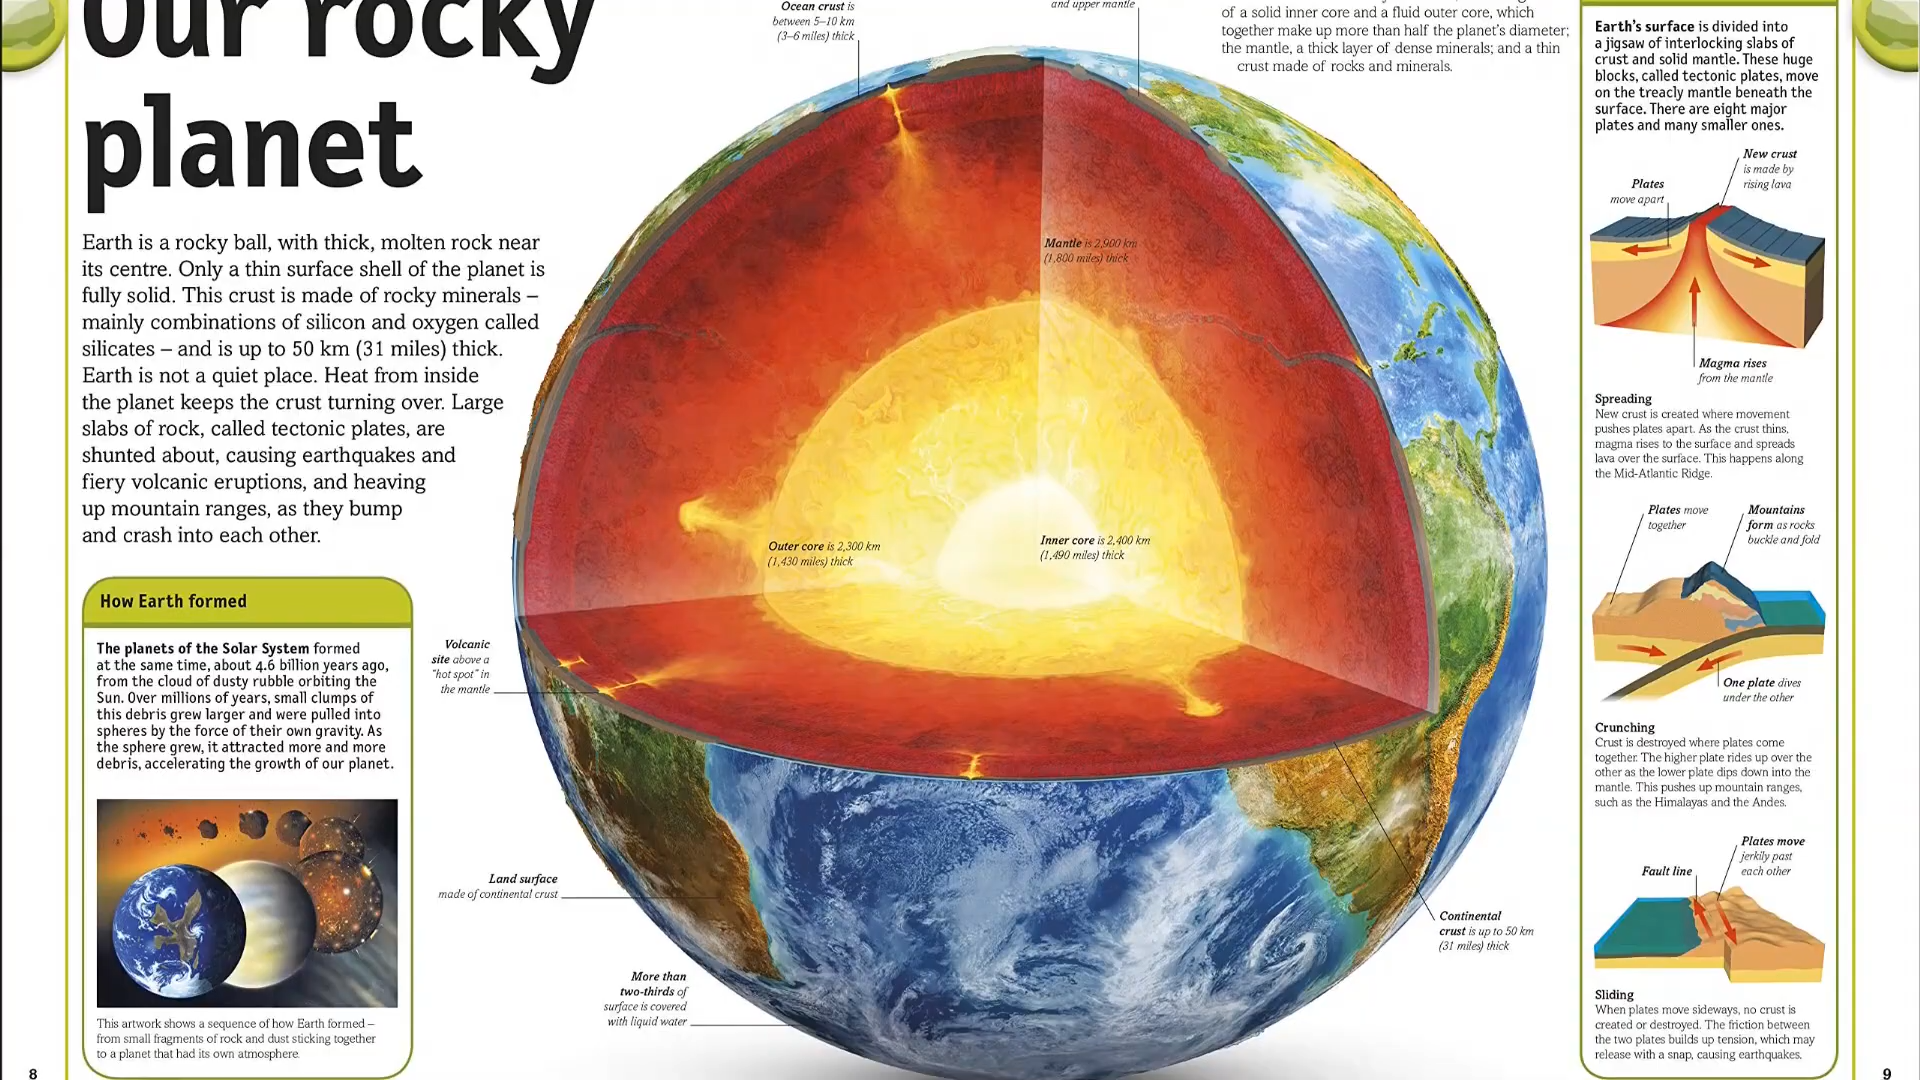 Our rocky
planet
Earth is a rocky ball, with thick, molten rock near
its centre. Only a thin surface shell of the planet is
fully solid. This crust is made of rocky minerals –
mainly combinations of silicon and oxygen called
silicates – and is up to 50 km (31 miles) thick.
Earth is not a quiet place. Heat from inside
the planet keeps the crust turning over. Large
slabs of rock, called tectonic plates, are
shunted about, causing earthquakes and
fiery volcanic eruptions, and heaving
up mountain ranges, as they bump
and crash into each other.
How Earth formed
The planets of the Solar System formed
at the same time, about 4.6 billion years ago,
from the cloud of dusty rubble orbiting the
Sun. Over millions of years, small clumps of
this debris grew larger and were pulled into
spheres by the force of their own gravity. As
the sphere grew, it attracted more and more
debris, accelerating the growth of our planet.
This artwork shows a sequence of how Earth formed –
from small fragments of rock and dust sticking together
to a planet that had its own atmosphere.
8
Ocean crust is
between 5–10 km
(3–6 miles) thick
and upper mantle
of a solid inner core and a fluid outer core, which
together make up more than half the planet's diameter;
the mantle, a thick layer of dense minerals; and a thin
crust made of rocks and minerals.
Mantle is 2,900 km
(1,800 miles) thick
Outer core is 2,300 km
(1,430 miles) thick
Inner core is 2,400 km
(1,490 miles) thick
Volcanic
site above a
"hot spot" in
the mantle
Land surface
made of continental crust
More than
two-thirds of
surface is covered
with liquid water
Continental
crust is up to 50 km
(31 miles) thick
Earth's surface is divided into
a jigsaw of interlocking slabs of
crust and solid mantle. These huge
blocks, called tectonic plates, move
on the treacly mantle beneath the
surface. There are eight major
plates and many smaller ones.
New crust
is made by
rising lava
Plates
move apart
Magma rises
from the mantle
Spreading
New crust is created where movement
pushes plates apart. As the crust thins,
magma rises to the surface and spreads
lava over the surface. This happens along
the Mid-Atlantic Ridge.
Plates move
together
Mountains
form as rocks
buckle and fold
One plate dives
under the other
Crunching
Crust is destroyed where plates come
together. The higher plate rides up over the
other as the lower plate dips down into the
mantle. This pushes up mountain ranges,
such as the Himalayas and the Andes.
Plates move
jerkily past
each other
Fault line
Sliding
When plates move sideways, no crust is
created or destroyed. The friction between
the two plates builds up tension, which may
release with a snap, causing earthquakes.
9